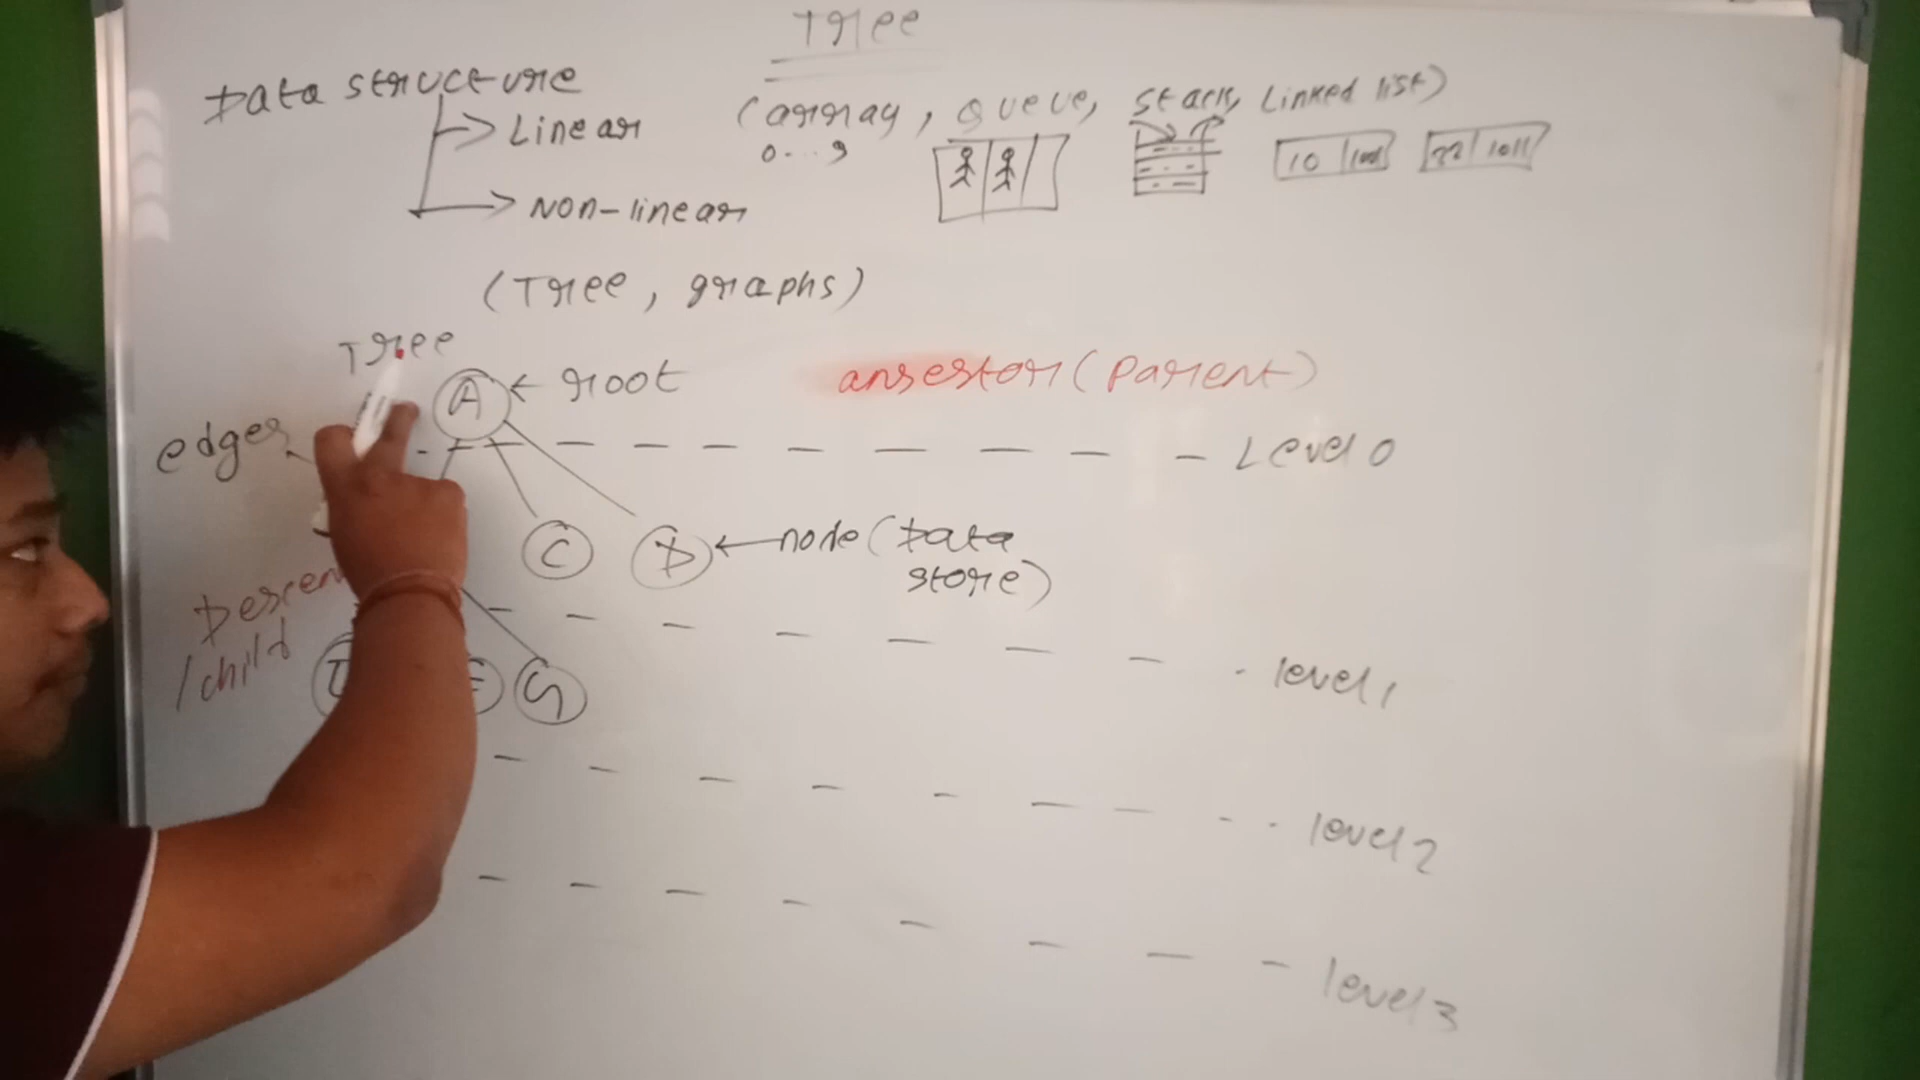 Tree
Data structure
Linear
(array, Queue, stack, Linked list)
0...9
10
Non-linear
(Tree, graphs)
Tree
A
root
ansestor (Parent)
edges
Level 0
C
D
node (Data
store)
/child
G
level 1
level 2
level 3